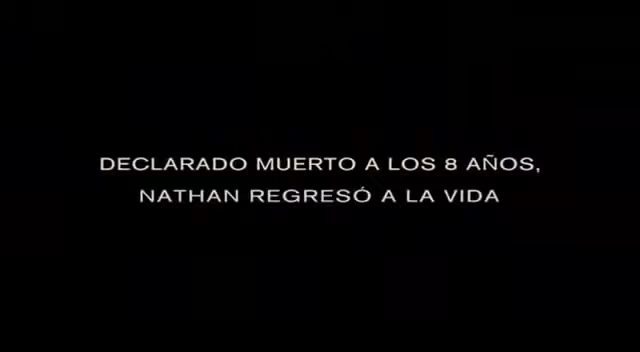 DECLARADO MUERTO A LOS 8 AÑOS,
NATHAN REGRESÓ A LA VIDA